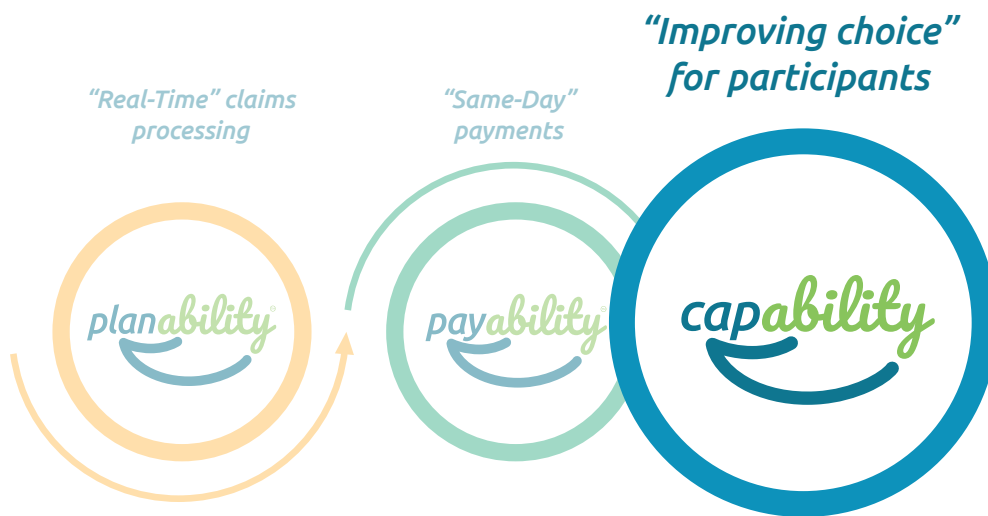 “Real-Time” claims
processing
“Same-Day”
payments
“Improving choice”
for participants
planability
payability
capability